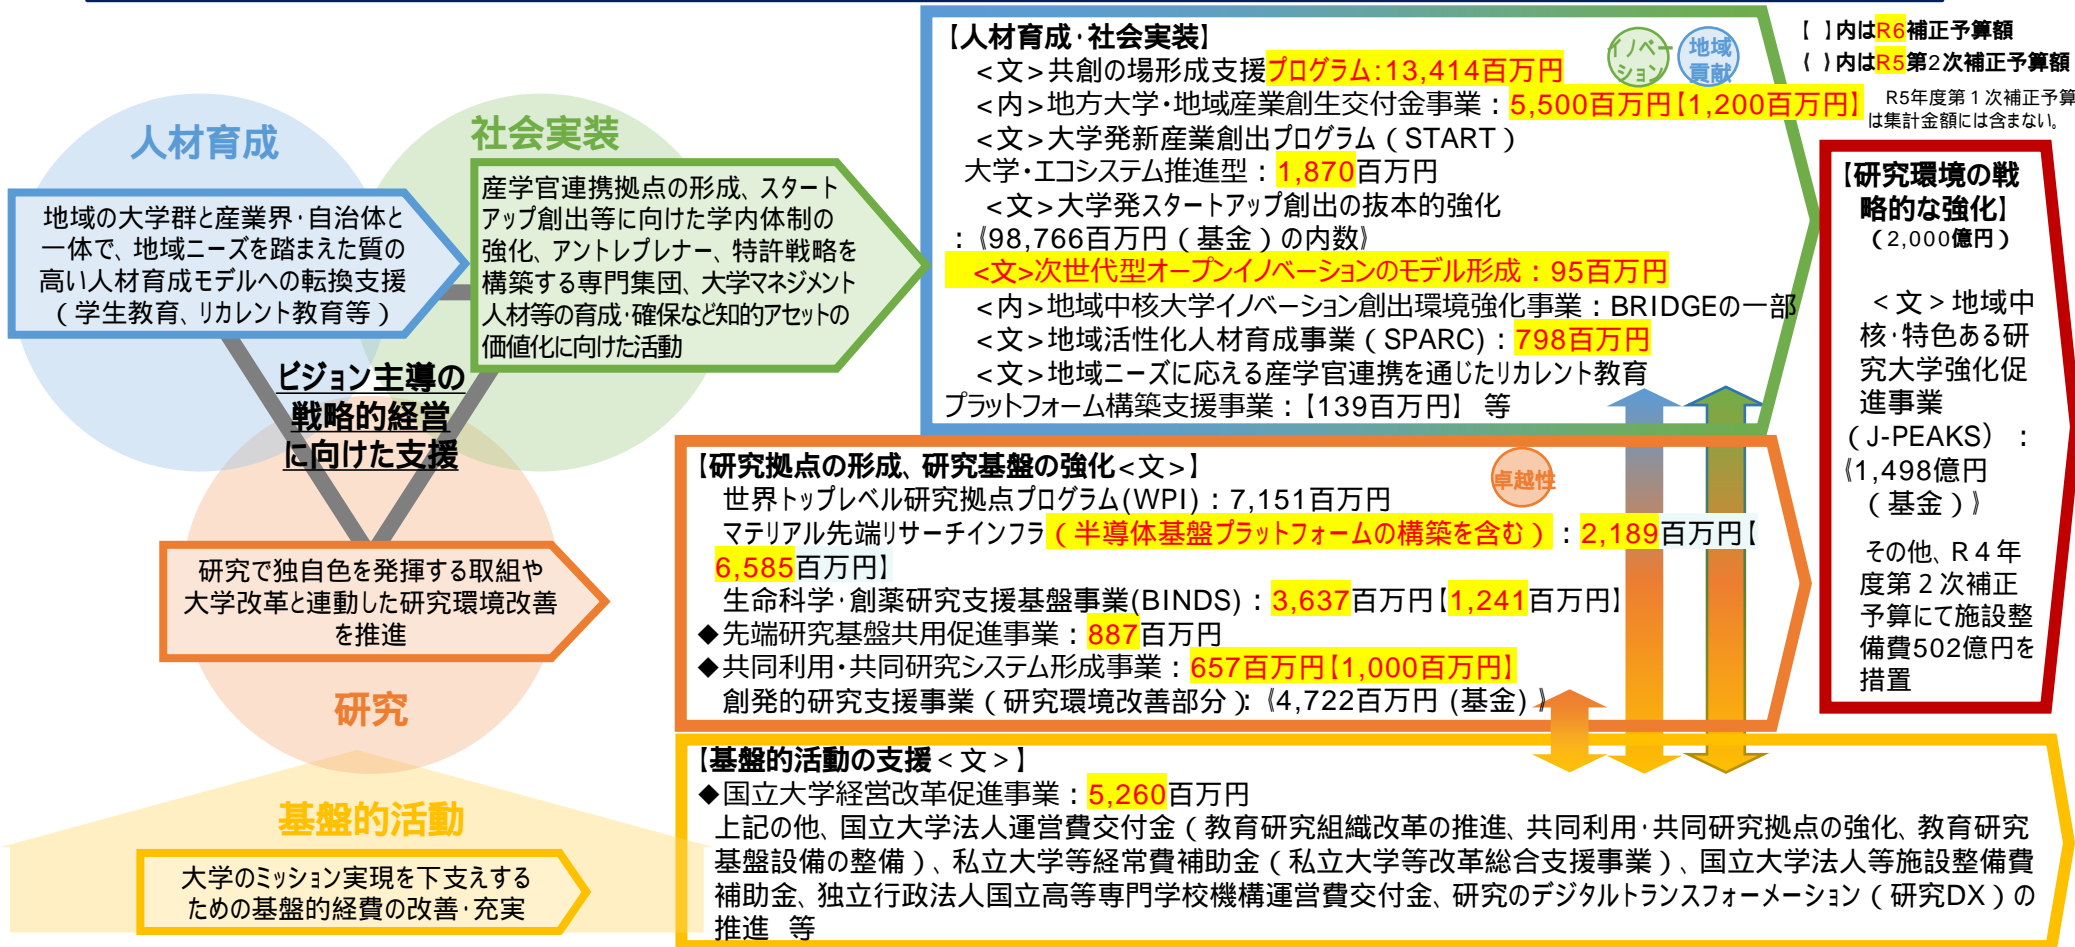 人材育成
社会実装
地域の大学群と産業界・自治体と
一体で、地域ニーズを踏まえた質の
高い人材育成モデルへの転換支援
(学生教育、リカレント教育等)
産学官連携拠点の形成、スタート
アップ創出等に向けた学内体制の
強化、アントレプレナー、特許戦略を
構築する専門集団、大学マネジメント
人材等の育成・確保など知的アセットの
価値化に向けた活動
ビジョン主導の
戦略的経営
に向けた支援
研究で独自色を発揮する取組や
大学改革と連動した研究環境改善
を推進
研究
基盤的活動
大学のミッション実現を下支えする
ための基盤的経費の改善・充実
【人材育成・社会実装】
イノベー
ション
地域
貢献
<文>共創の場形成支援プログラム:13,414百万円
<内>地方大学・地域産業創生交付金事業:5,500百万円【1,200百万円】
<文>大学発新産業創出プログラム(START)
大学・エコシステム推進型:1,870百万円
<文>大学発スタートアップ創出の抜本的強化
:《98,766百万円(基金)の内数》
<文>次世代型オープンイノベーションのモデル形成:95百万円
<内>地域中核大学イノベーション創出環境強化事業:BRIDGEの一部
<文>地域活性化人材育成事業(SPARC):798百万円
<文>地域ニーズに応える産学官連携を通じたリカレント教育
プラットフォーム構築支援事業:【139百万円】 等
【研究拠点の形成、研究基盤の強化<文>】
卓越性
世界トップレベル研究拠点プログラム(WPI):7,151百万円
マテリアル先端リサーチインフラ(半導体基盤プラットフォームの構築を含む):2,189百万円【
6,585百万円】
生命科学・創薬研究支援基盤事業(BINDS):3,637百万円【1,241百万円】
◆先端研究基盤共用促進事業:887百万円
◆共同利用・共同研究システム形成事業:657百万円【1,000百万円】
創発的研究支援事業(研究環境改善部分):《4,722百万円 (基金) 》
【基盤的活動の支援<文>】
◆国立大学経営改革促進事業:5,260百万円
上記の他、国立大学法人運営費交付金(教育研究組織改革の推進、共同利用・共同研究拠点の強化、教育研究
基盤設備の整備)、私立大学等経常費補助金(私立大学等改革総合支援事業)、国立大学法人等施設整備費
補助金、独立行政法人国立高等専門学校機構運営費交付金、研究のデジタルトランスフォーメーション(研究DX)の
推進 等
【 】内はR6補正予算額
《 》内はR5第2次補正予算額
R5年度第1次補正予算
は集計金額には含まない。
【研究環境の戦
略的な強化】
(2,000億円)
<文>地域中
核・特色ある研
究大学強化促
進事業
(J-PEAKS) :
《1,498億円
(基金)》
その他、R4年
度第2次補正
予算にて施設整
備費502億円を
措置